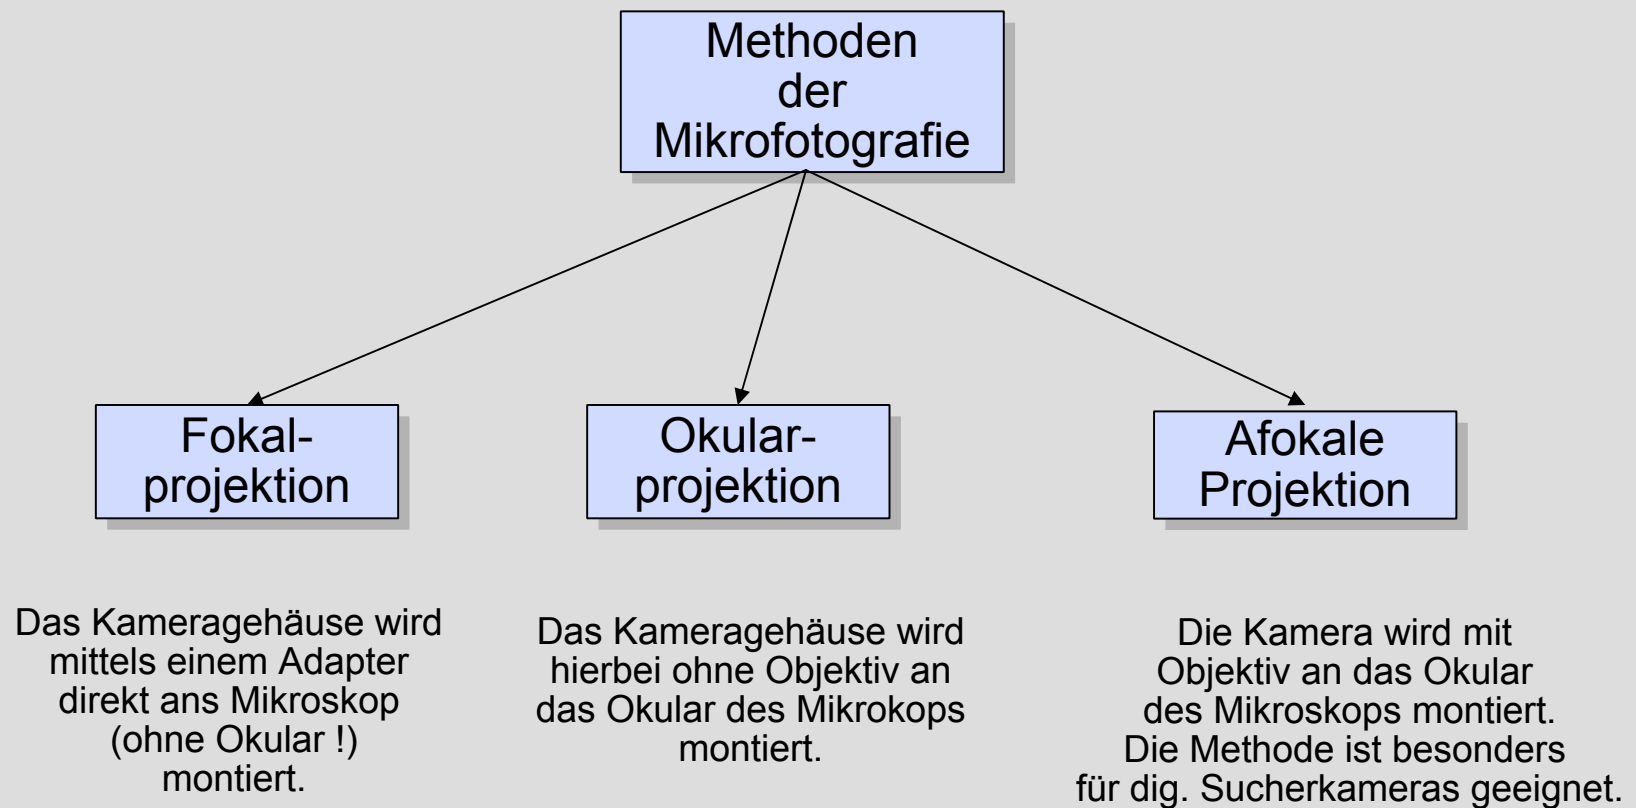 Methoden
der
Mikrofotografie
Fokal-
projektion
Okular-
projektion
Afokale
Projektion
Das Kameragehäuse wird
mittels einem Adapter
direkt ans Mikroskop
(ohne Okular !)
montiert.
Das Kameragehäuse wird
hierbei ohne Objektiv an
das Okular des Mikrokops
montiert.
Die Kamera wird mit
Objektiv an das Okular
des Mikroskops montiert.
Die Methode ist besonders
für dig. Sucherkameras geeignet.